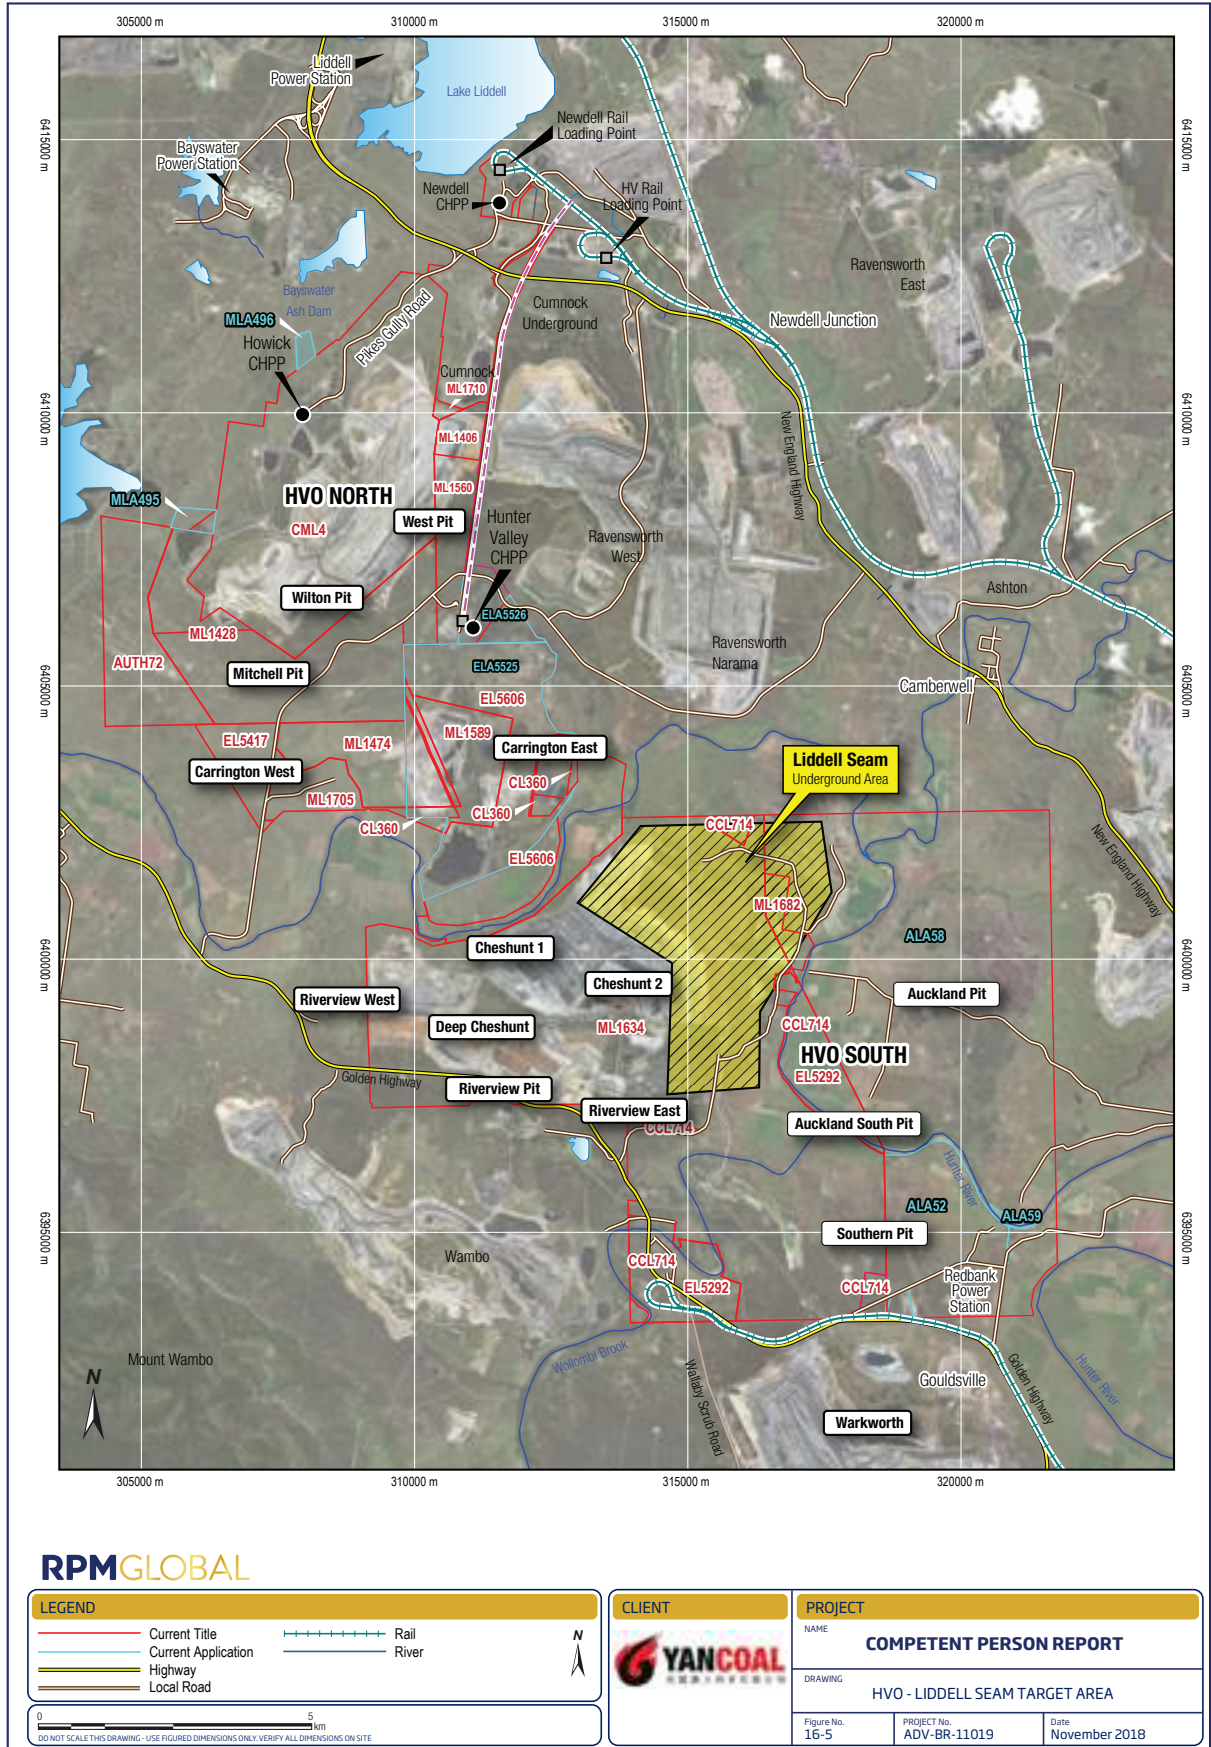 305000 m
310000 m
315000 m
320000 m
6415000 m
6415000 m
Liddell
Power Station
Lake Liddell
Newdell Rail
Loading Point
Bayswater
Power Station
Newdell
CHPP
HV Rail
Loading Point
Ravensworth
East
Bayswater
Ash Dam
MLA496
Howick
CHPP
Pikes Gully Road
Cumnock
Underground
Newdell Junction
Cumnock
ML1710
6410000 m
6410000 m
ML1406
New England Highway
ML1560
MLA495
HVO NORTH
CML4
West Pit
Hunter
Valley
CHPP
Ravensworth
West
Wilton Pit
Ashton
ELA5526
ML1428
Ravensworth
Narama
AUTH72
Mitchell Pit
ELA5525
6405000 m
6405000 m
EL5606
Camberwell
ML1589
EL5417
ML1474
Carrington East
Carrington West
CL360
Liddell Seam
Underground Area
ML1705
CL360
CL360
CCL714
EL5606
New England Highway
ML1682
ALA58
Cheshunt 1
6400000 m
6400000 m
Cheshunt 2
Riverview West
Auckland Pit
Deep Cheshunt
ML1634
CCL714
HVO SOUTH
Golden Highway
EL5292
Riverview Pit
Riverview East
CCL714
Auckland South Pit
Hunter River
ALA52
ALA59
6395000 m
6395000 m
Southern Pit
Wambo
CCL714
EL5292
CCL714
Redbank
Power
Station
Mount Wambo
Wollombi Brook
Wallaby Scrub Road
Gouldsville
Golden Highway
Hunter River
N
Warkworth
305000 m
310000 m
315000 m
320000 m
RPMGLOBAL
LEGEND
Current Title
Current Application
Highway
Local Road
Rail
River
N
0
5
km
DO NOT SCALE THIS DRAWING - USE FIGURED DIMENSIONS ONLY. VERIFY ALL DIMENSIONS ON SITE
CLIENT
YANCOAL
PROJECT
NAME
COMPETENT PERSON REPORT
DRAWING
HVO - LIDDELL SEAM TARGET AREA
Figure No.
16-5
PROJECT No.
ADV-BR-11019
Date
November 2018